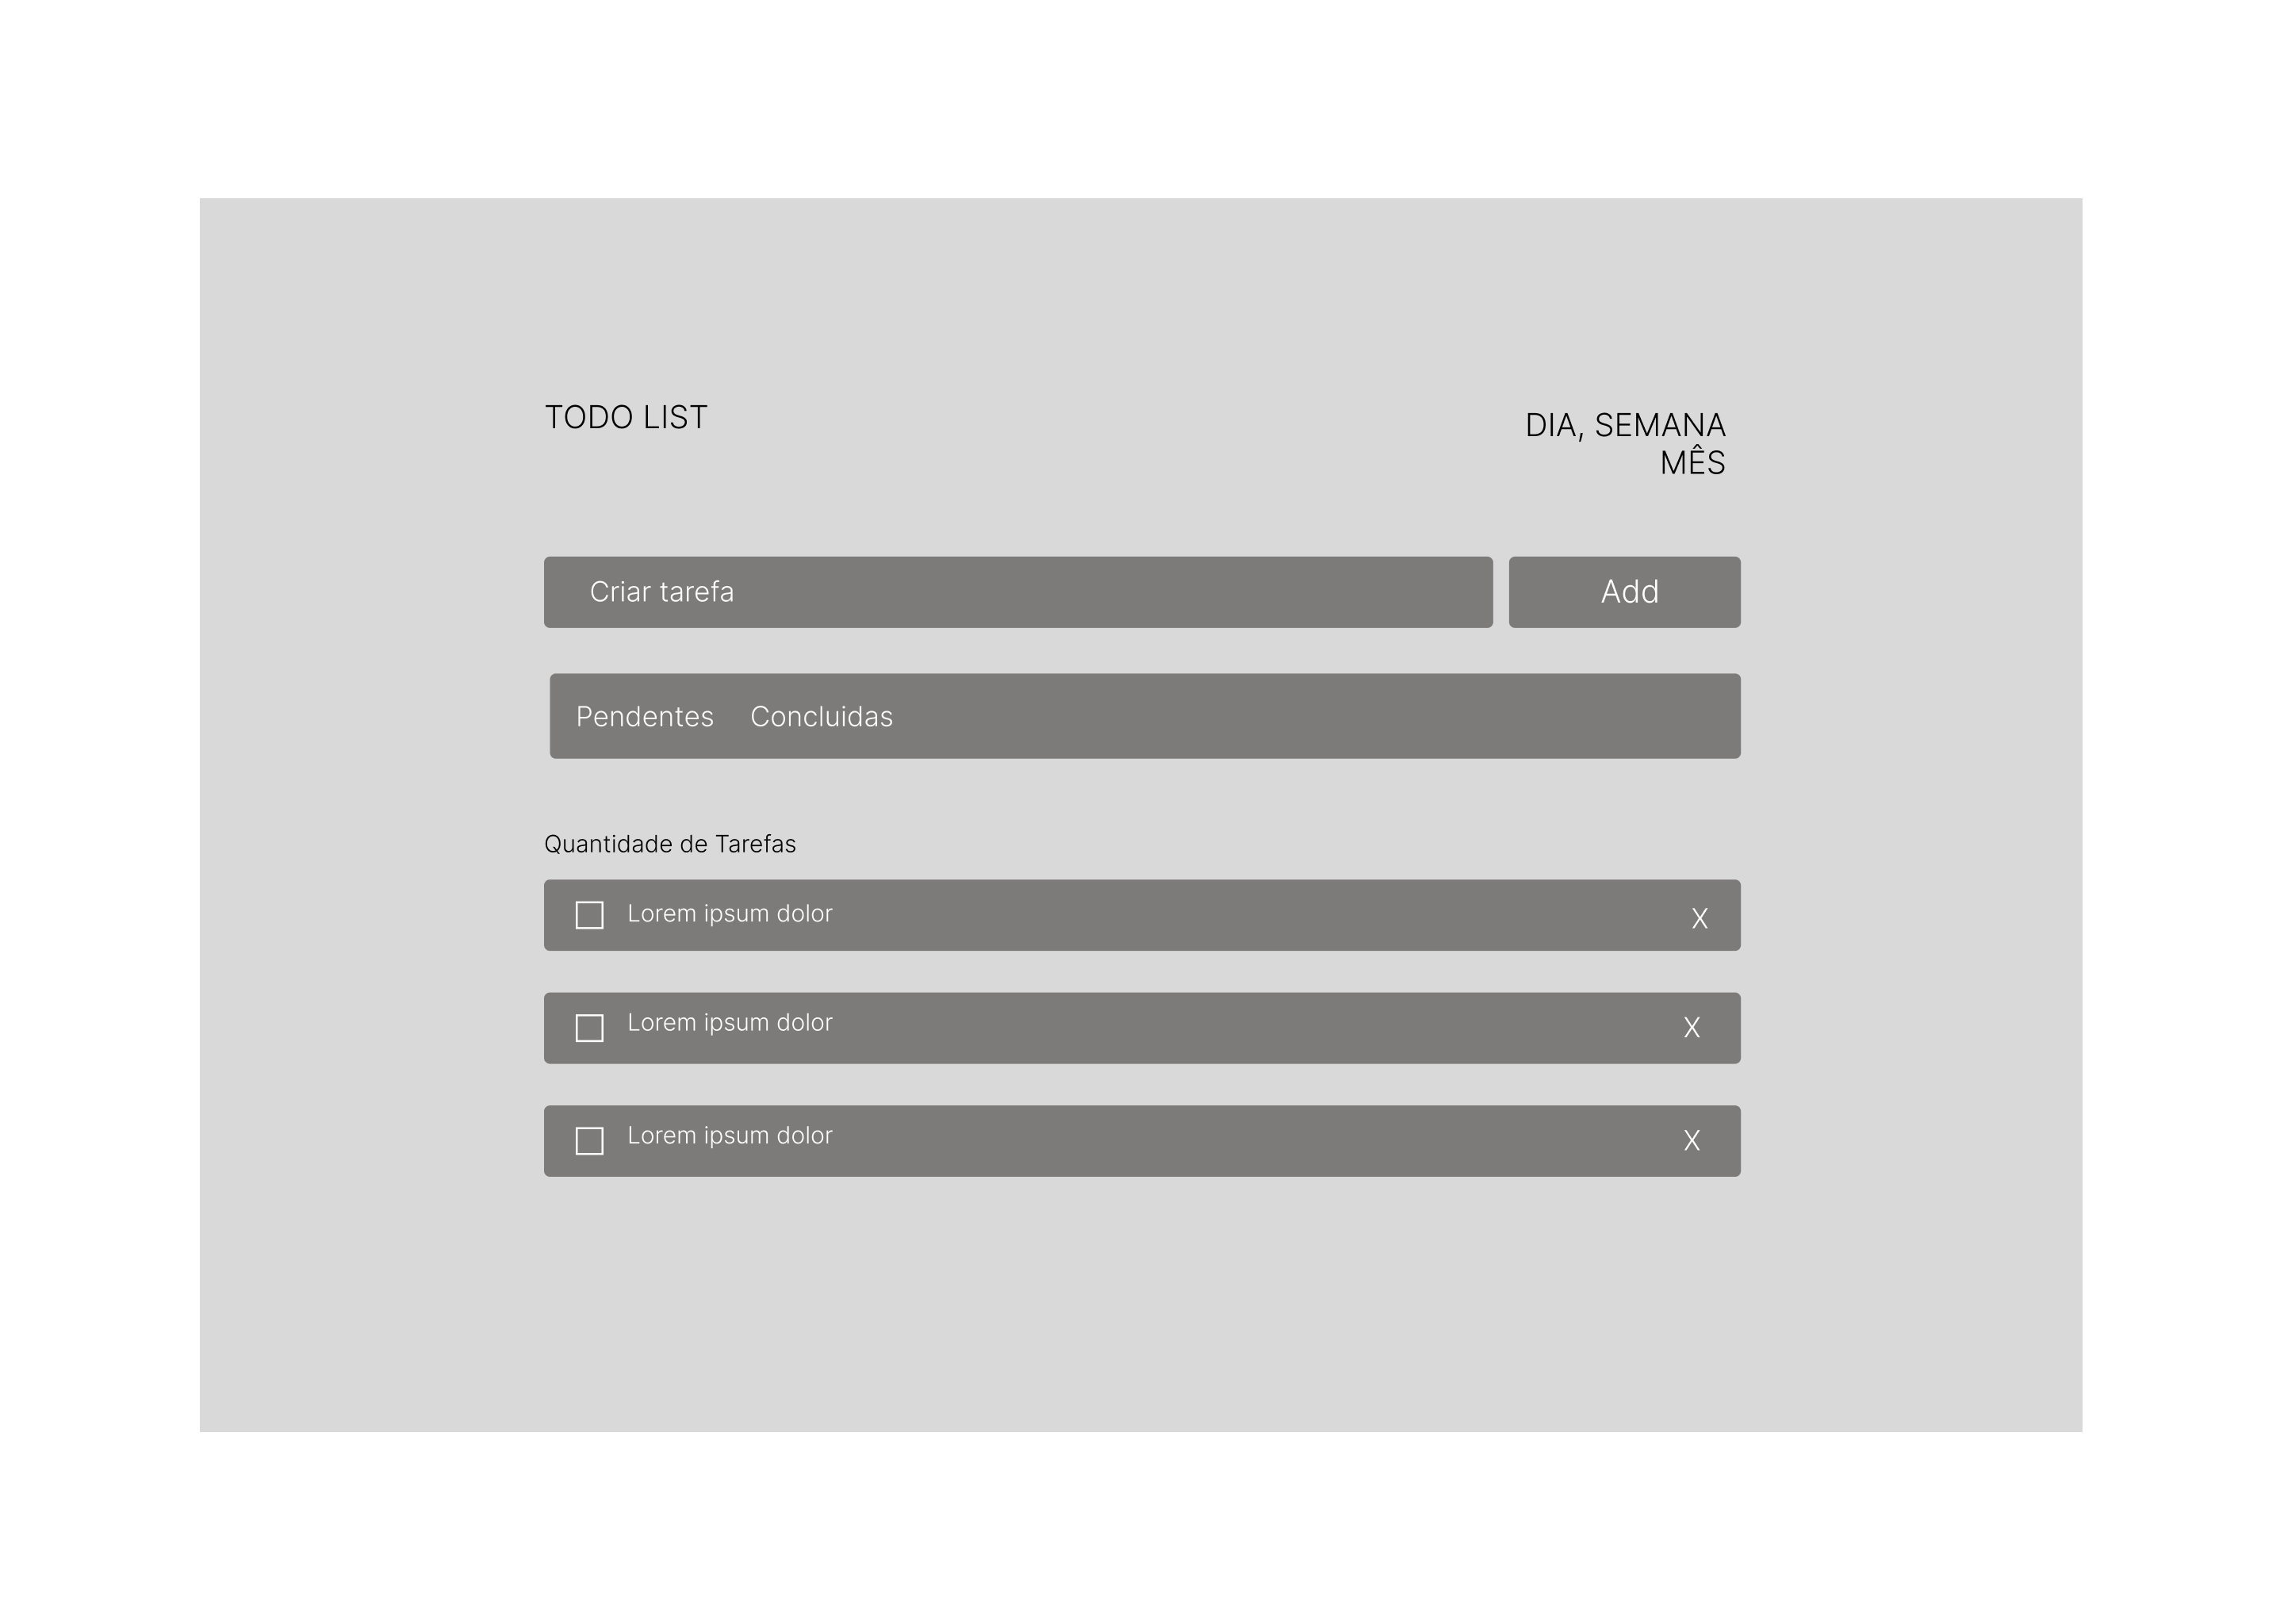 TODO LIST
DIA, SEMANA
MÊS
Criar tarefa
Add
Pendentes Concluidas
Quantidade de Tarefas
Lorem ipsum dolor X
Lorem ipsum dolor X
Lorem ipsum dolor X